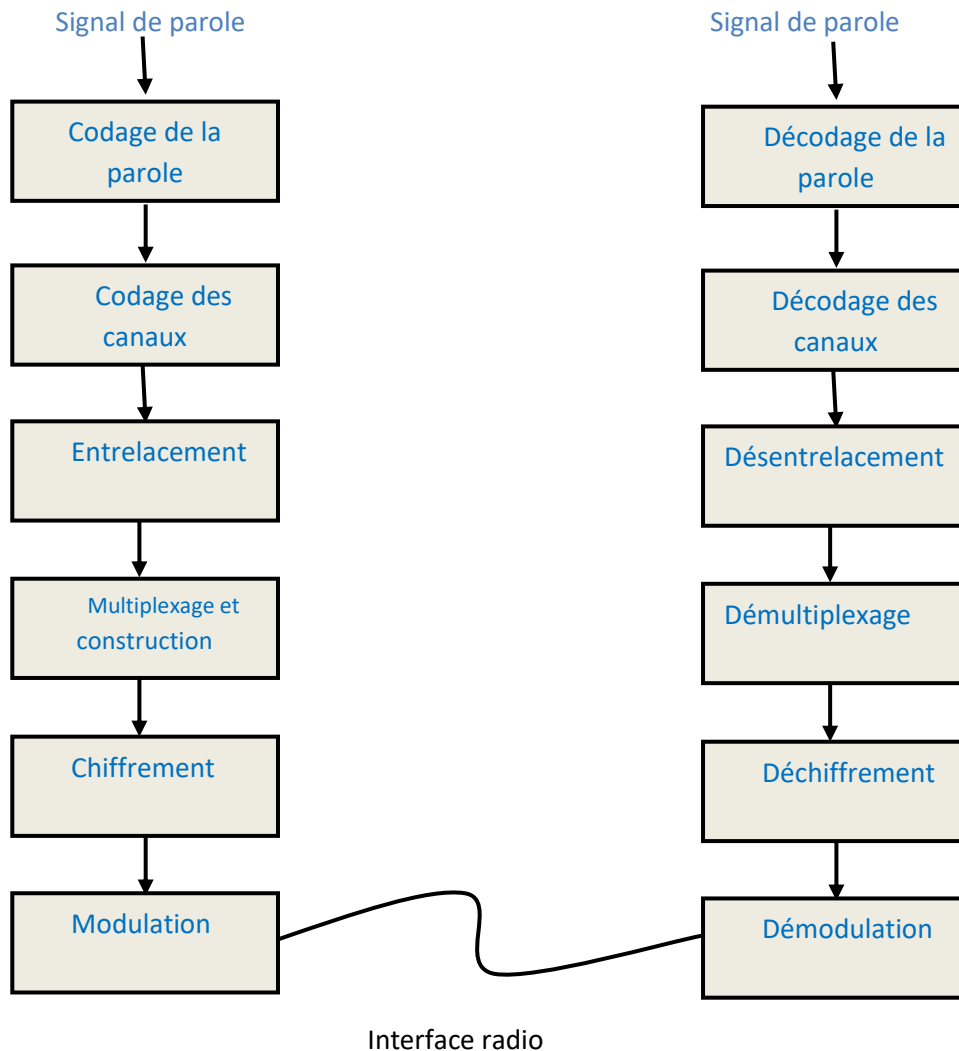 Signal de parole
Codage de la
parole
Codage des
canaux
Entrelacement
Multiplexage et
construction
Chiffrement
Modulation
Signal de parole
Décodage de la
parole
Décodage des
canaux
Désentrelacement
Démultiplexage
Déchiffrement
Démodulation
Interface radio